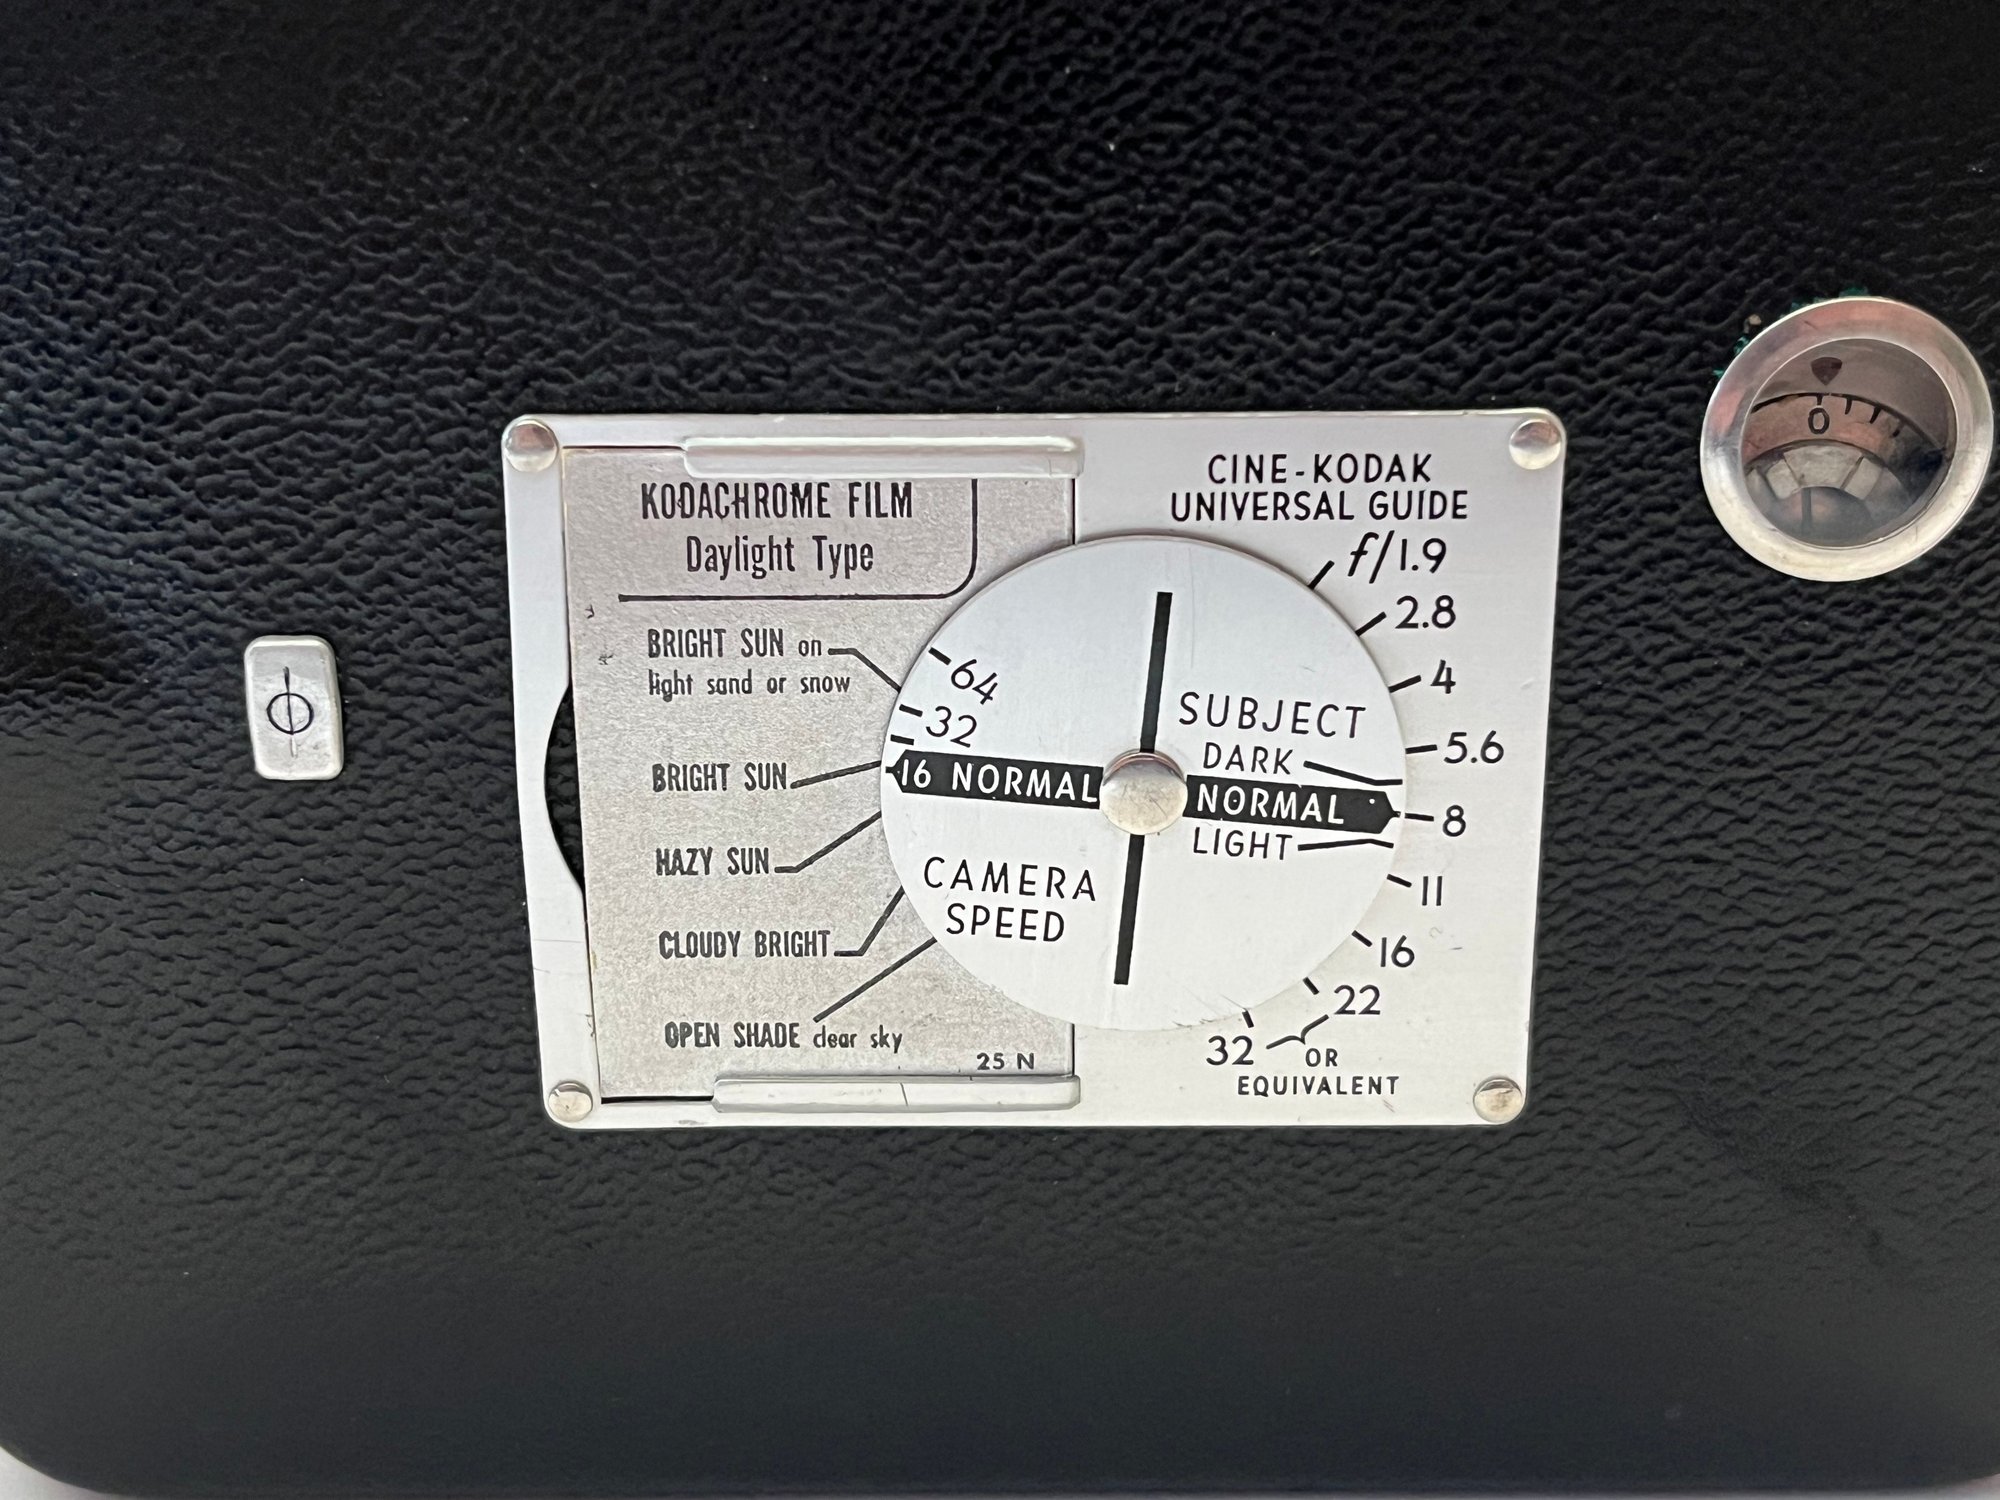 KODACHROME FILM
Daylight Type
BRIGHT SUN on
light sand or snow
BRIGHT SUN
HAZY SUN
CLOUDY BRIGHT
OPEN SHADE clear sky
25 N
CINE-KODAK
UNIVERSAL GUIDE
f/1.9
2.8
4
5.6
8
11
16
22
32
OR
EQUIVALENT
64
32
16 NORMAL
CAMERA
SPEED
SUBJECT
DARK
NORMAL
LIGHT
0